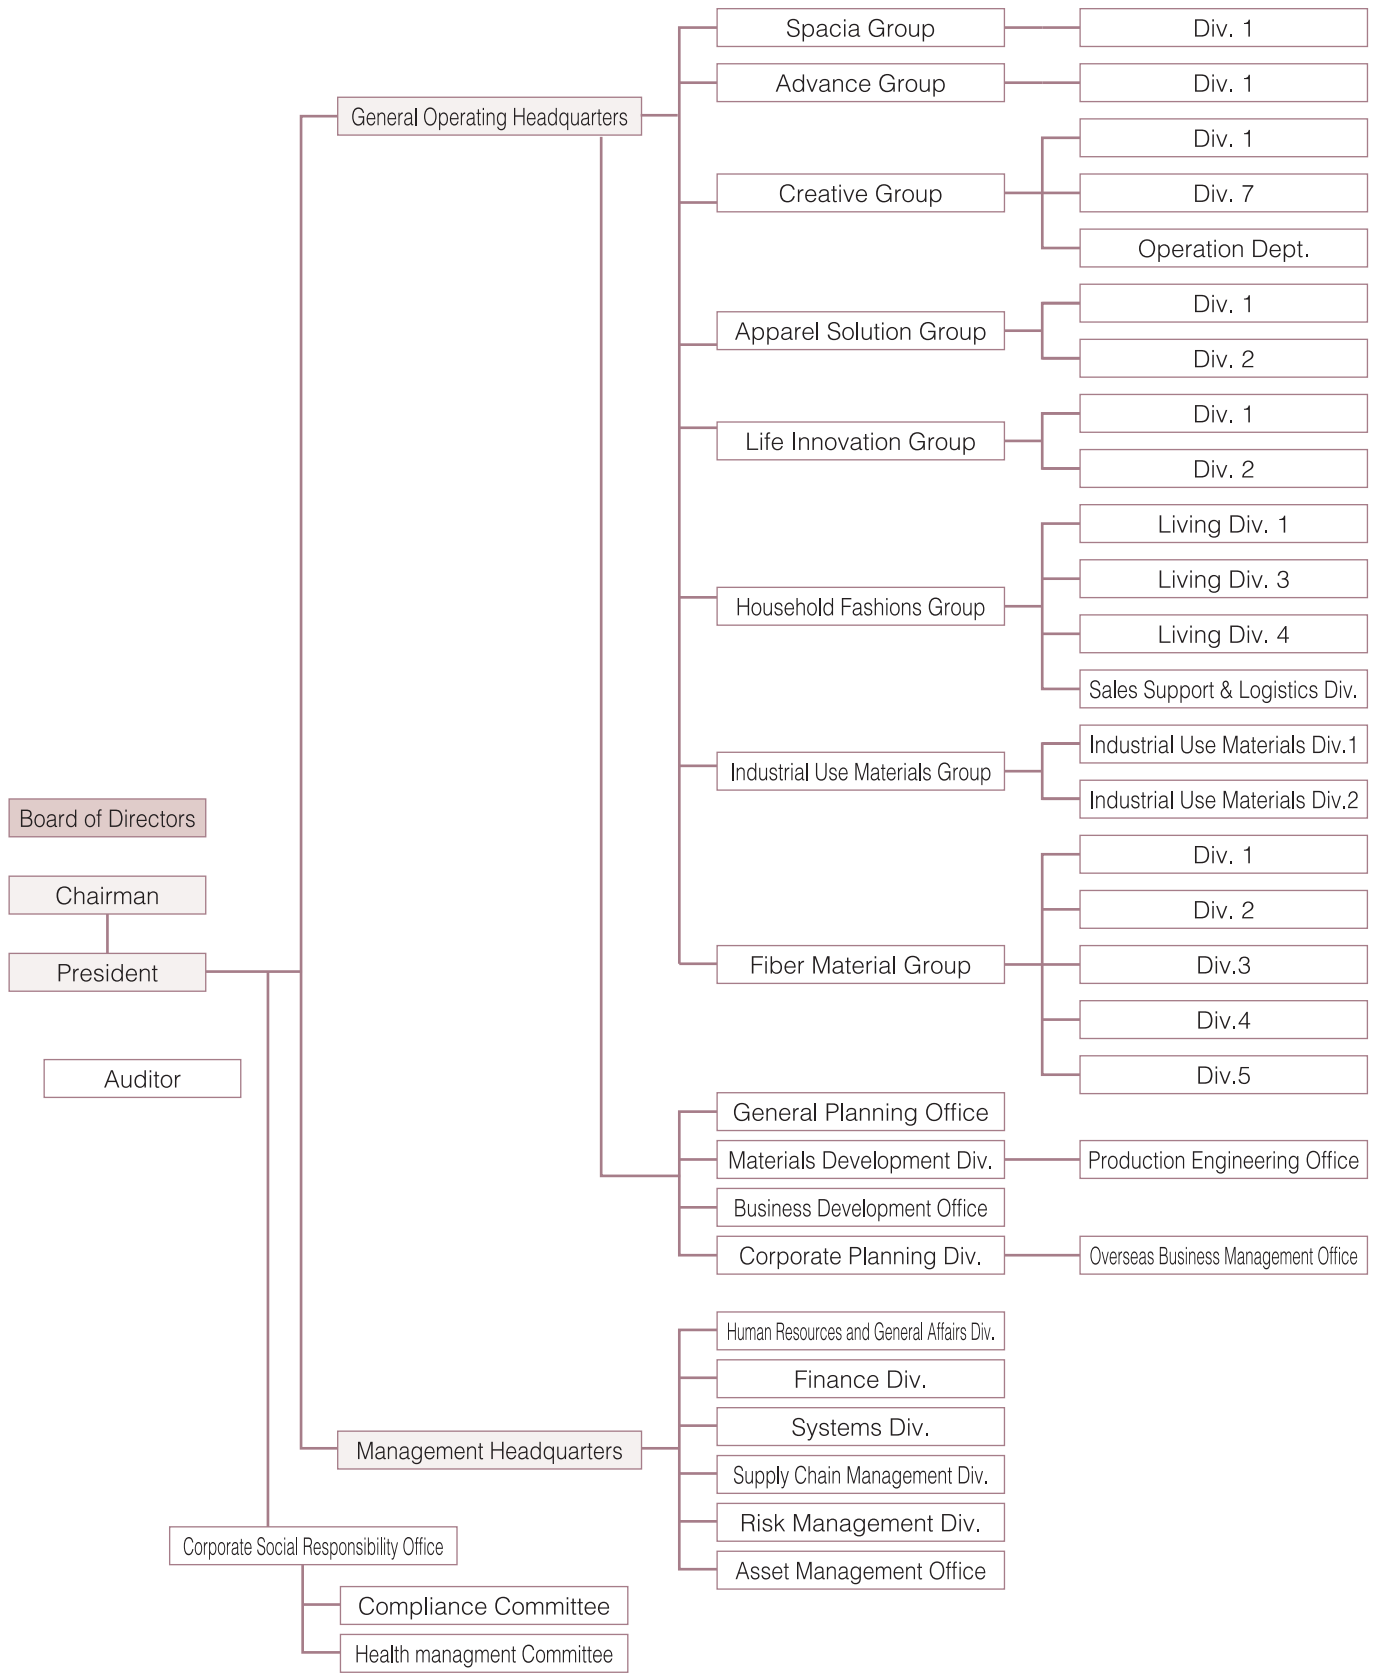 Board of Directors
Chairman
President
Auditor
General Operating Headquarters
Spacia Group
Div. 1
Advance Group
Div. 1
Creative Group
Div. 1
Div. 7
Operation Dept.
Apparel Solution Group
Div. 1
Div. 2
Life Innovation Group
Div. 1
Div. 2
Household Fashions Group
Living Div. 1
Living Div. 3
Living Div. 4
Sales Support & Logistics Div.
Industrial Use Materials Group
Industrial Use Materials Div.1
Industrial Use Materials Div.2
Fiber Material Group
Div. 1
Div. 2
Div.3
Div.4
Div.5
General Planning Office
Materials Development Div.
Production Engineering Office
Business Development Office
Corporate Planning Div.
Overseas Business Management Office
Management Headquarters
Human Resources and General Affairs Div.
Finance Div.
Systems Div.
Supply Chain Management Div.
Risk Management Div.
Asset Management Office
Corporate Social Responsibility Office
Compliance Committee
Health managment Committee